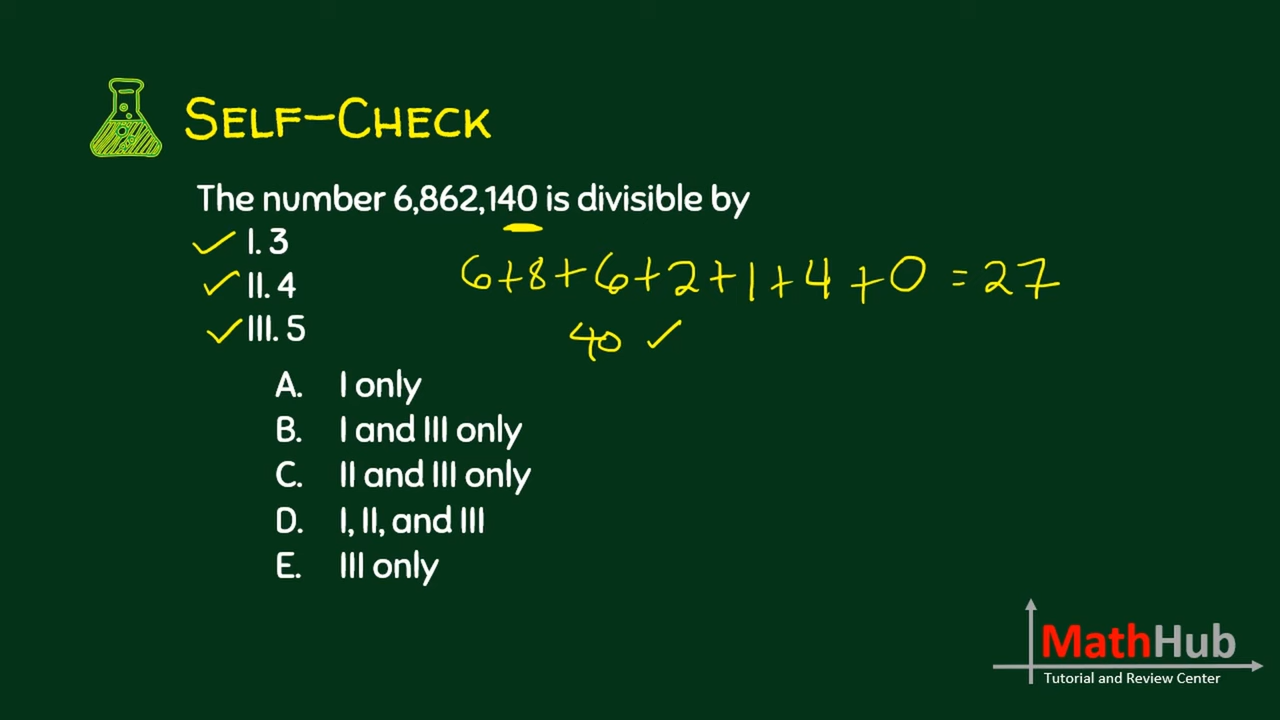 SELF-CHECK
The number 6,862,140 is divisible by
✓ I. 3
6+8+6+2+1+4+0 = 27
✓ II. 4
✓ III. 5
40 ✓
A. I only
B. I and III only
C. II and III only
D. I, II, and III
E. III only
MathHub
Tutorial and Review Center